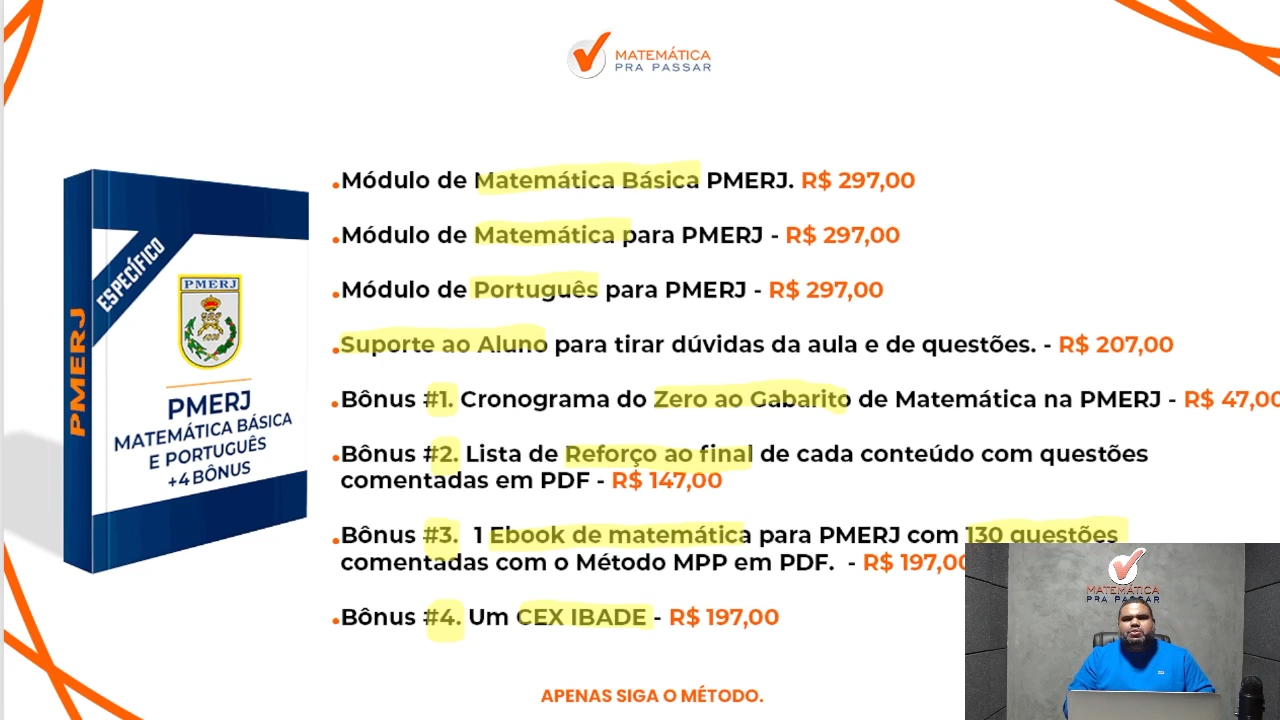 MATEMÁTICA
PRA PASSAR
•Módulo de Matemática Básica PMERJ. R$ 297,00
•Módulo de Matemática para PMERJ - R$ 297,00
•Módulo de Português para PMERJ - R$ 297,00
•Suporte ao Aluno para tirar dúvidas da aula e de questões. - R$ 207,00
•Bônus #1. Cronograma do Zero ao Gabarito de Matemática na PMERJ - R$ 47,00
•Bônus #2. Lista de Reforço ao final de cada conteúdo com questões
comentadas em PDF - R$ 147,00
•Bônus #3. 1 Ebook de matemática para PMERJ com 130 questões
comentadas com o Método MPP em PDF. - R$ 197,00
•Bônus #4. Um CEX IBADE - R$ 197,00
APENAS SIGA O MÉTODO.
PMERJ
ESPECÍFICO
PMERJ
PMERJ
MATEMÁTICA BÁSICA
E PORTUGUÊS
+4 BÔNUS
MATEMÁTICA
PRA PASSAR